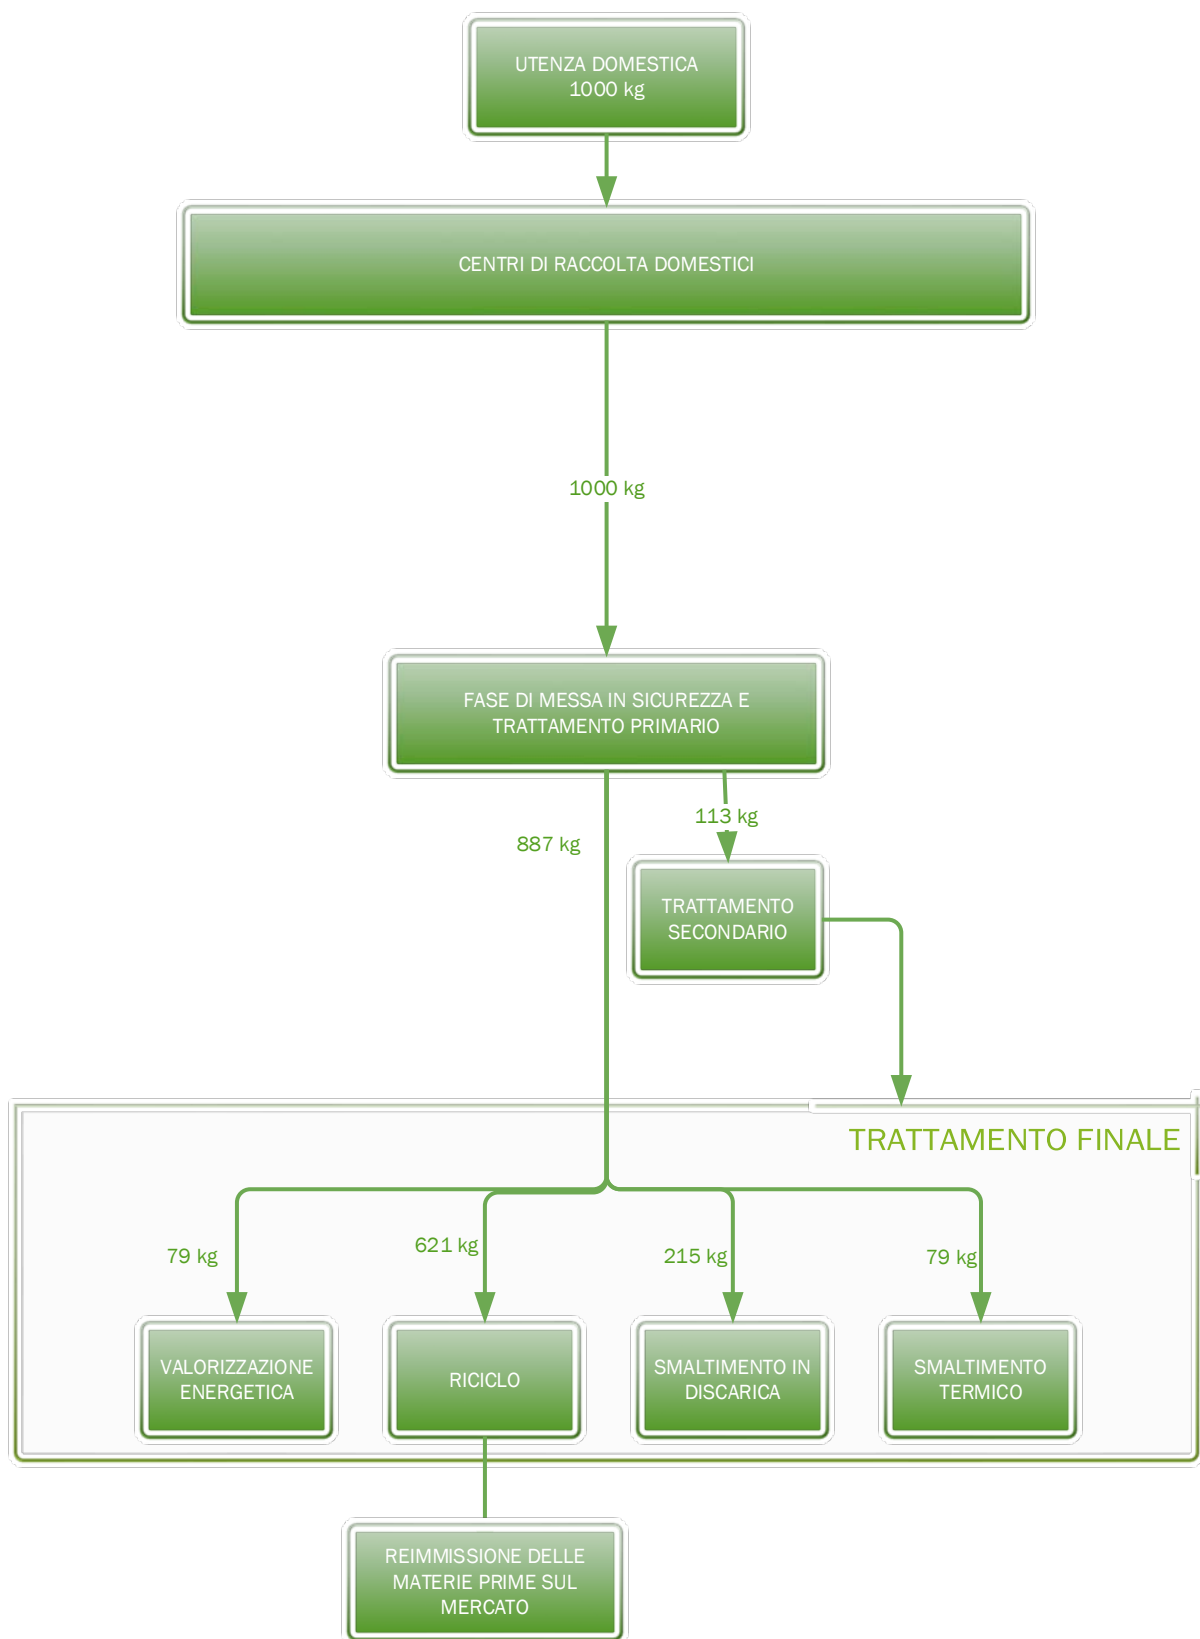 UTENZA DOMESTICA
1000 kg
CENTRI DI RACCOLTA DOMESTICI
1000 kg
FASE DI MESSA IN SICUREZZA E
TRATTAMENTO PRIMARIO
113 kg
887 kg
TRATTAMENTO
SECONDARIO
TRATTAMENTO FINALE
79 kg
621 kg
215 kg
79 kg
VALORIZZAZIONE
ENERGETICA
RICICLO
SMALTIMENTO IN
DISCARICA
SMALTIMENTO
TERMICO
REIMMISSIONE DELLE
MATERIE PRIME SUL
MERCATO